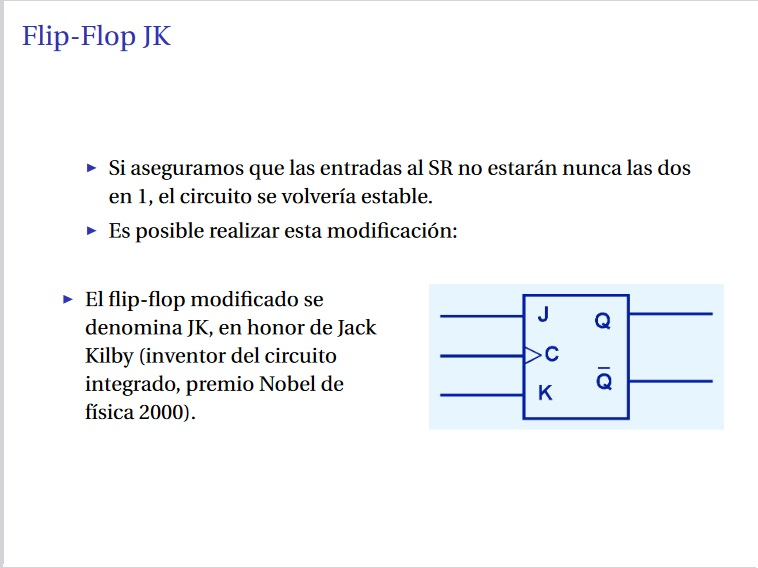 Flip-Flop JK
▶ Si aseguramos que las entradas al SR no estarán nunca las dos
en 1, el circuito se volvería estable.
▶ Es posible realizar esta modificación:
▶ El flip-flop modificado se
denomina JK, en honor de Jack
Kilby (inventor del circuito
integrado, premio Nobel de
física 2000).
J
Q
C
Q̅
K